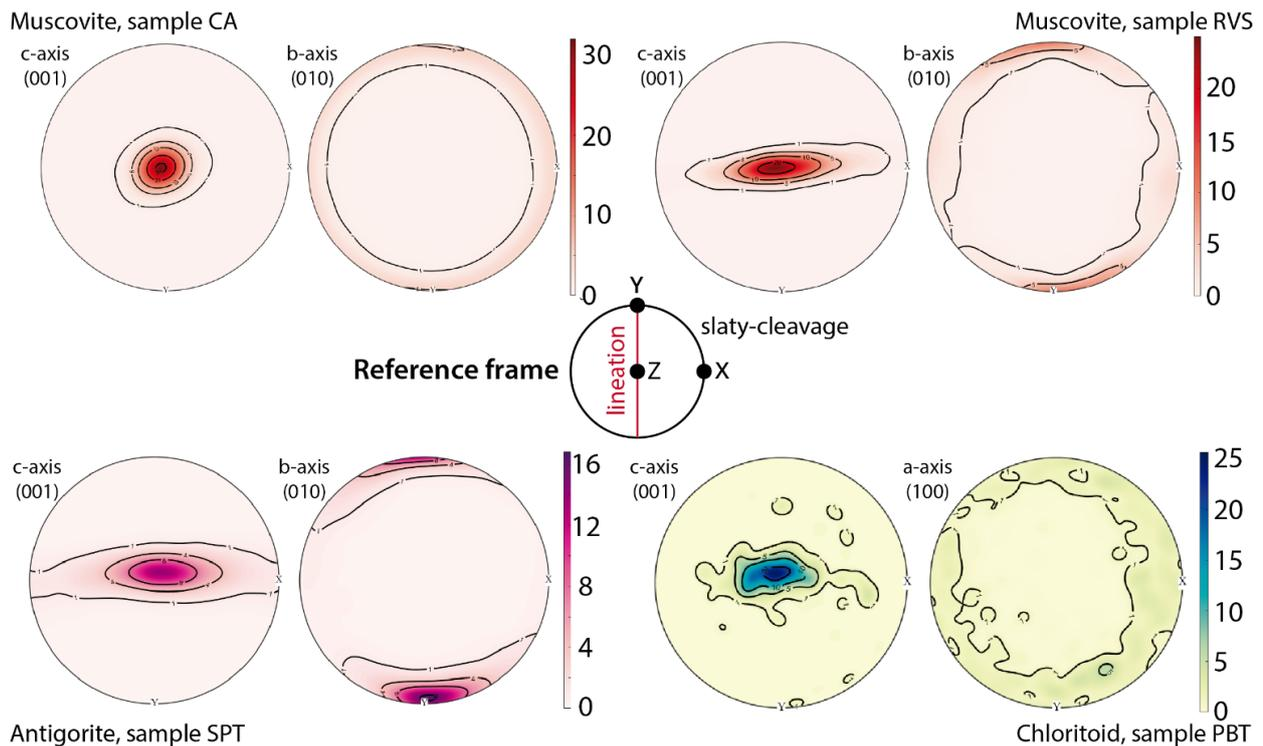 Muscovite, sample CA
Muscovite, sample RVS
c-axis
(001)
b-axis
(010)
c-axis
(001)
b-axis
(010)
30
20
10
0
20
15
10
5
0
X
Y
Y
X
Y
X
Y
Y
slaty-cleavage
Reference frame
lineation
Z
X
c-axis
(001)
b-axis
(010)
c-axis
(001)
a-axis
(100)
16
12
8
4
0
25
20
15
10
5
0
X
Y
X
Y
X
Y
X
Y
Antigorite, sample SPT
Chloritoid, sample PBT